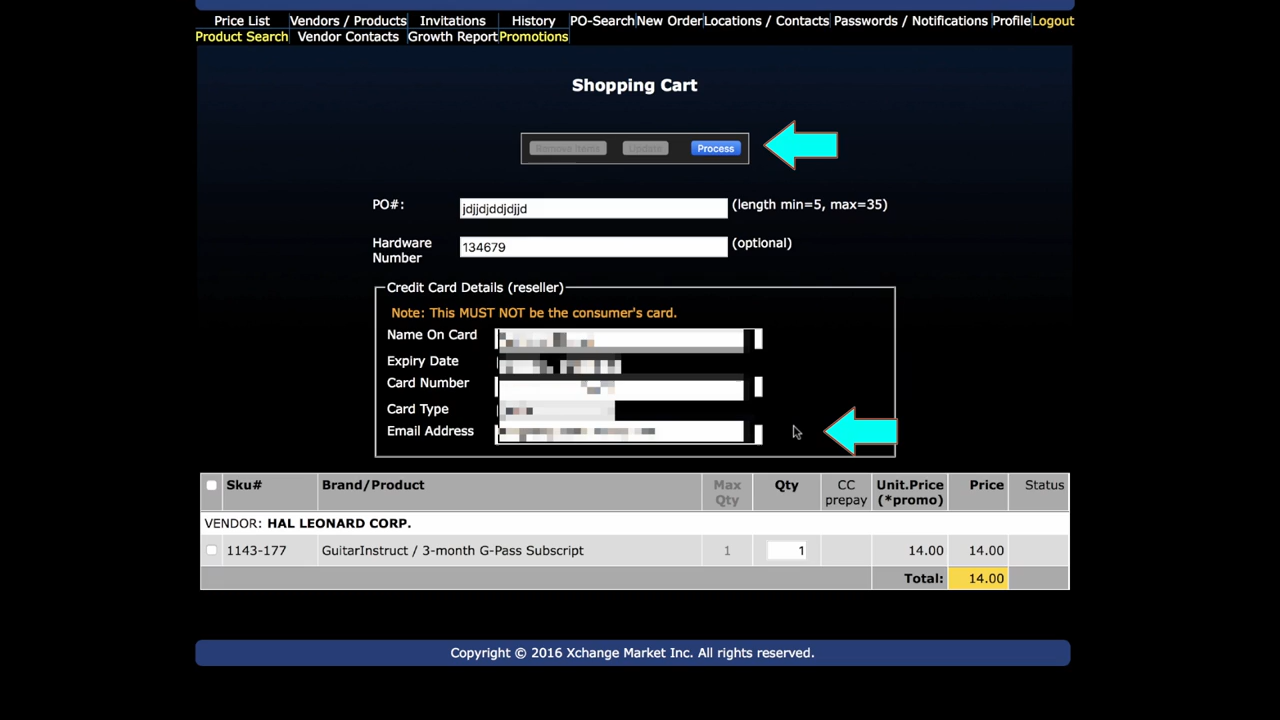 Price List Vendors / Products Invitations History PO-Search New Order Locations / Contacts Passwords / Notifications Profile Logout
Product Search Vendor Contacts Growth Report Promotions
Shopping Cart
Remove Items Update Process
PO#: jdjjdjddjdjjd (length min=5, max=35)
Hardware Number 134679 (optional)
Credit Card Details (reseller)
Note: This MUST NOT be the consumer's card.
Name On Card
Expiry Date
Card Number
Card Type
Email Address
Sku# Brand/Product Max Qty Qty CC prepay Unit.Price (*promo) Price Status
VENDOR: HAL LEONARD CORP.
1143-177 GuitarInstruct / 3-month G-Pass Subscript 1 1 14.00 14.00
Total: 14.00
Copyright © 2016 Xchange Market Inc. All rights reserved.